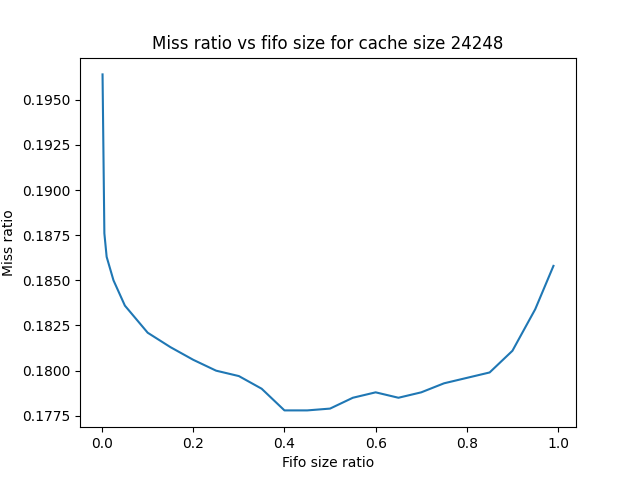 Miss ratio vs fifo size for cache size 24248
0.1950
0.1925
0.1900
0.1875
0.1850
0.1825
0.1800
0.1775
Miss ratio
0.0 0.2 0.4 0.6 0.8 1.0
Fifo size ratio